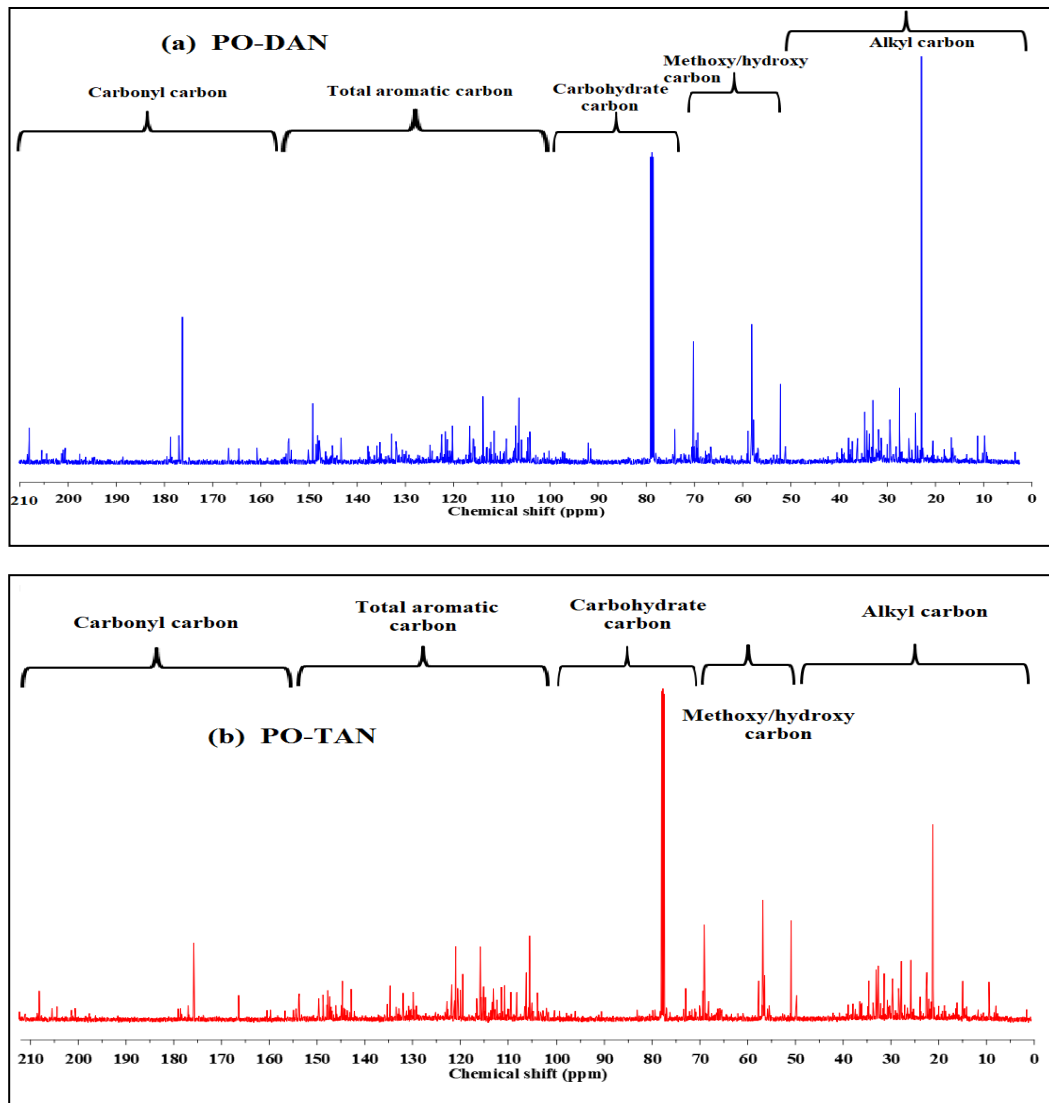 (a) PO-DAN
Alkyl carbon
Methoxy/hydroxy
carbon
Carbonyl carbon
Total aromatic carbon
Carbohydrate
carbon
210 200 190 180 170 160 150 140 130 120 110 100 90 80 70 60 50 40 30 20 10 0
Chemical shift (ppm)
Carbonyl carbon
Total aromatic
carbon
Carbohydrate
carbon
Alkyl carbon
Methoxy/hydroxy
carbon
(b) PO-TAN
210 200 190 180 170 160 150 140 130 120 110 100 90 80 70 60 50 40 30 20 10 0
Chemical shift (ppm)